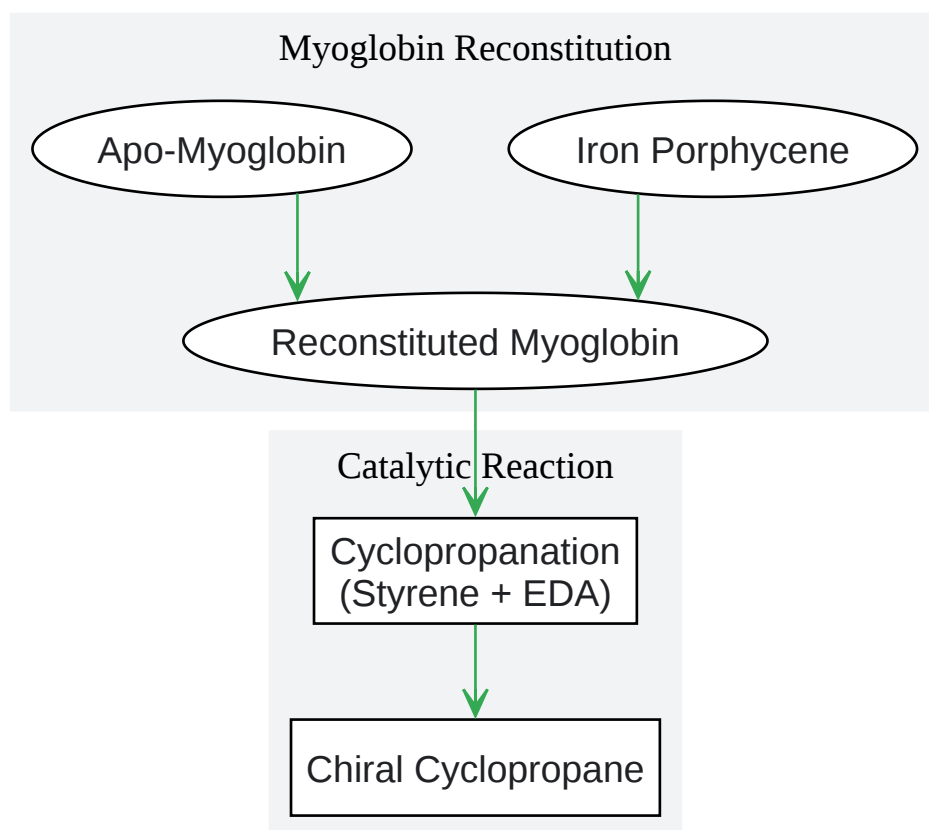 Myoglobin Reconstitution
Apo-Myoglobin
Iron Porphycene
Reconstituted Myoglobin
Catalytic Reaction
Cyclopropanation
(Styrene + EDA)
Chiral Cyclopropane